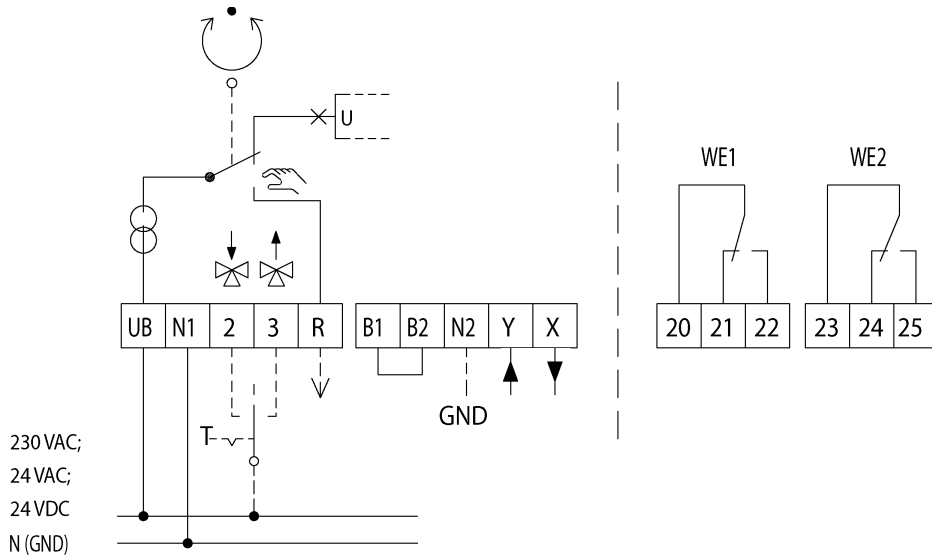 U
WE1 WE2
UB N1 2 3 R B1 B2 N2 Y X 20 21 22 23 24 25
GND
T
230 VAC;
24 VAC;
24 VDC
N (GND)